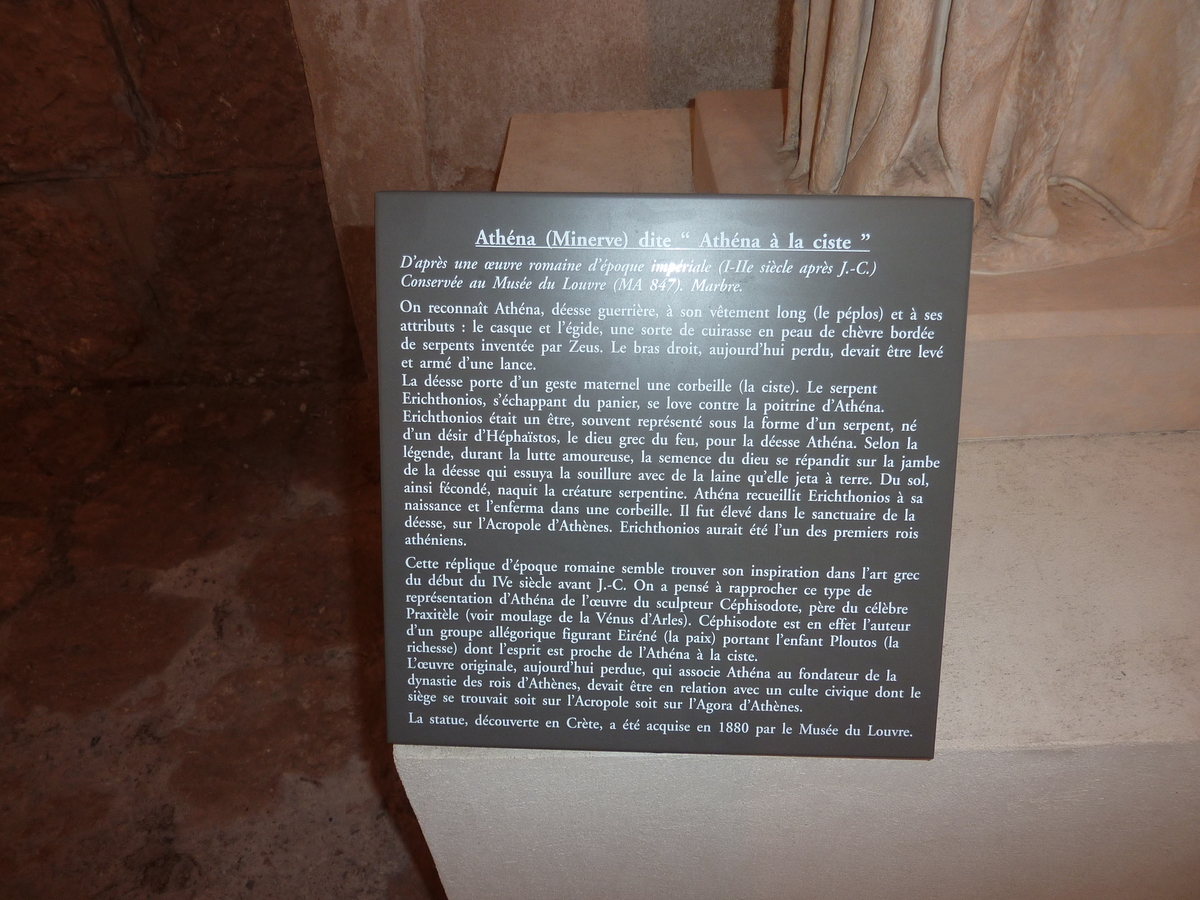 Athéna (Minerve) dite “ Athéna à la ciste ”
D'après une œuvre romaine d'époque impériale (I-IIe siècle après J.-C.)
Conservée au Musée du Louvre (MA 847). Marbre.
On reconnaît Athéna, déesse guerrière, à son vêtement long (le péplos) et à ses
attributs : le casque et l'égide, une sorte de cuirasse en peau de chèvre bordée
de serpents inventée par Zeus. Le bras droit, aujourd'hui perdu, devait être levé
et armé d'une lance.
La déesse porte d'un geste maternel une corbeille (la ciste). Le serpent
Erichthonios, s'échappant du panier, se love contre la poitrine d'Athéna.
Erichthonios était un être, souvent représenté sous la forme d'un serpent, né
d'un désir d'Héphaïstos, le dieu grec du feu, pour la déesse Athéna. Selon la
légende, durant la lutte amoureuse, la semence du dieu se répandit sur la jambe
de la déesse qui essuya la souillure avec de la laine qu'elle jeta à terre. Du sol,
ainsi fécondé, naquit la créature serpentine. Athéna recueillit Erichthonios à sa
naissance et l'enferma dans une corbeille. Il fut élevé dans le sanctuaire de la
déesse, sur l'Acropole d'Athènes. Erichthonios aurait été l'un des premiers rois
athéniens.
Cette réplique d'époque romaine semble trouver son inspiration dans l'art grec
du début du IVe siècle avant J.-C. On a pensé à rapprocher ce type de
représentation d'Athéna de l'œuvre du sculpteur Céphisodote, père du célèbre
Praxitèle (voir moulage de la Vénus d'Arles). Céphisodote est en effet l'auteur
d'un groupe allégorique figurant Eiréné (la paix) portant l'enfant Ploutos (la
richesse) dont l'esprit est proche de l'Athéna à la ciste.
L'œuvre originale, aujourd'hui perdue, qui associe Athéna au fondateur de la
dynastie des rois d'Athènes, devait être en relation avec un culte civique dont le
siège se trouvait soit sur l'Acropole soit sur l'Agora d'Athènes.
La statue, découverte en Crète, a été acquise en 1880 par le Musée du Louvre.